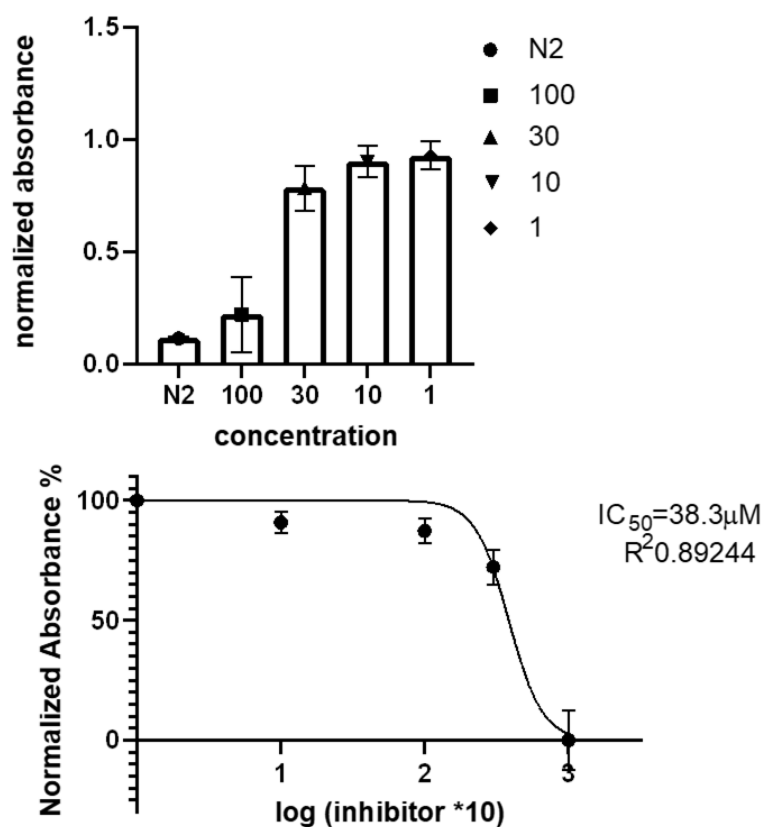 normalized absorbance
1.5
1.0
0.5
0.0
N2
100
30
10
1
concentration
N2
100
30
10
1
Normalized Absorbance %
100
50
0
1
2
3
log (inhibitor *10)
IC50=38.3µM
R²0.89244